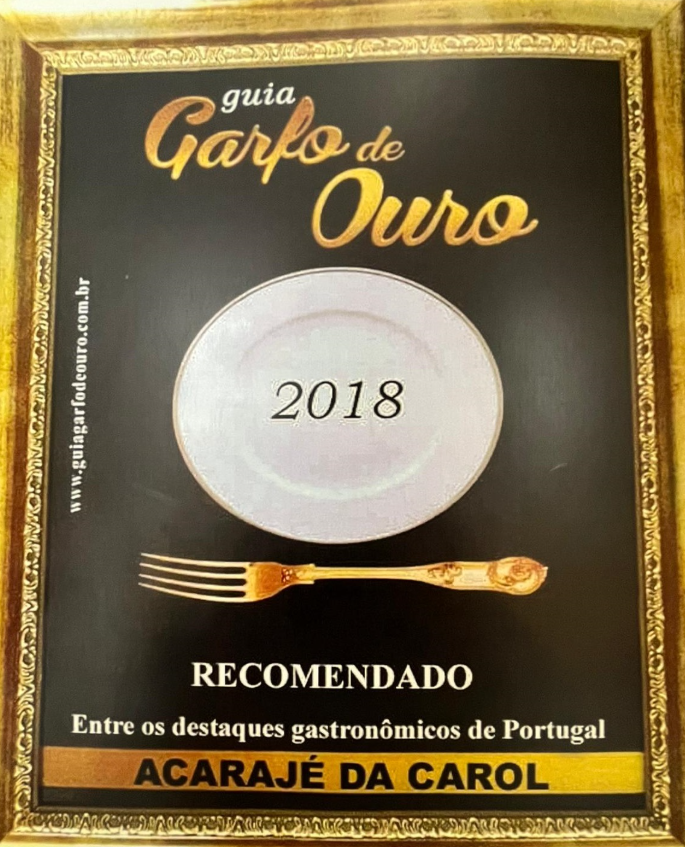 guia
Garfo de
Ouro
www.guiagarfodeouro.com.br
2018
RECOMENDADO
Entre os destaques gastronômicos de Portugal
ACARAJÉ DA CAROL